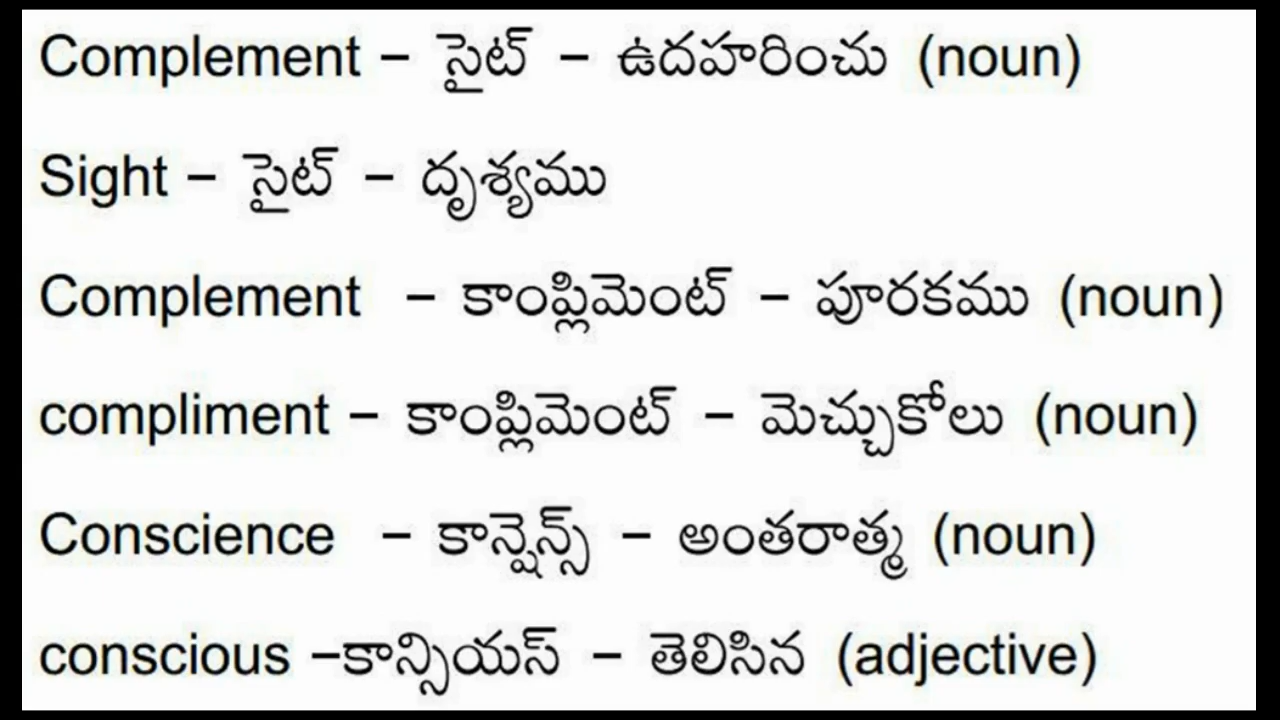 Complement – సైట్ – ఉదహరించు (noun)
Sight – సైట్ – దృశ్యము
Complement – కాంప్లిమెంట్ – పూరకము (noun)
compliment – కాంప్లిమెంట్ – మెచ్చుకోలు (noun)
Conscience – కాన్షెన్స్ – అంతరాత్మ (noun)
conscious –కాన్సియస్ – తెలిసిన (adjective)